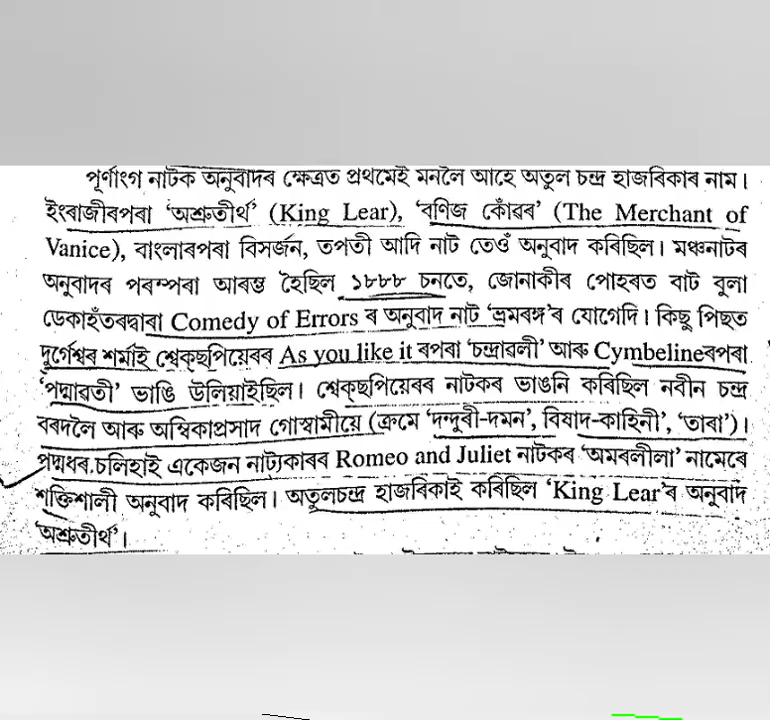 পূৰ্ণাংগ নাটক অনুবাদৰ ক্ষেত্ৰত প্ৰথমেই মনলৈ আহে অতুল চন্দ্ৰ হাজৰিকাৰ নাম।
ইংৰাজীৰপৰা ‘অশ্ৰুতীৰ্থ’ (King Lear), ‘বণিজ কোঁৱৰ’ (The Merchant of
Vanice), বাংলাৰপৰা বিসৰ্জন, তপতী আদি নাট তেওঁ অনুবাদ কৰিছিল। মঞ্চনাটৰ
অনুবাদৰ পৰম্পৰা আৰম্ভ হৈছিল ১৮৮৮ চনতে, জোনাকীৰ পোহৰত বাট বুলা
ডেকাহঁতৰদ্বাৰা Comedy of Errors ৰ অনুবাদ নাট ‘ভ্ৰমৰঙ্গ’ৰ যোগেদি। কিছু পিছত
দুৰ্গেশ্বৰ শৰ্মাই শ্বেক্‌ছপিয়েৰৰ As you like it ৰপৰা ‘চন্দ্ৰাৱলী’ আৰু Cymbelineৰপৰা
‘পদ্মাৱতী’ ভাঙি উলিয়াইছিল। শ্বেক্‌ছপিয়েৰৰ নাটকৰ ভাঙনি কৰিছিল নবীন চন্দ্ৰ
বৰদলৈ আৰু অম্বিকাপ্ৰসাদ গোস্বামীয়ে (ক্ৰমে ‘দন্দুৰী-দমন’, বিষাদ-কাহিনী’, ‘তাৰা’)।
পদ্মধৰ চলিহাই একেজন নাট্যকাৰৰ Romeo and Juliet নাটকৰ ‘অমৰলীলা’ নামেৰে
শক্তিশালী অনুবাদ কৰিছিল। অতুলচন্দ্ৰ হাজৰিকাই কৰিছিল ‘King Lear’ৰ অনুবাদ
‘অশ্ৰুতীৰ্থ’।